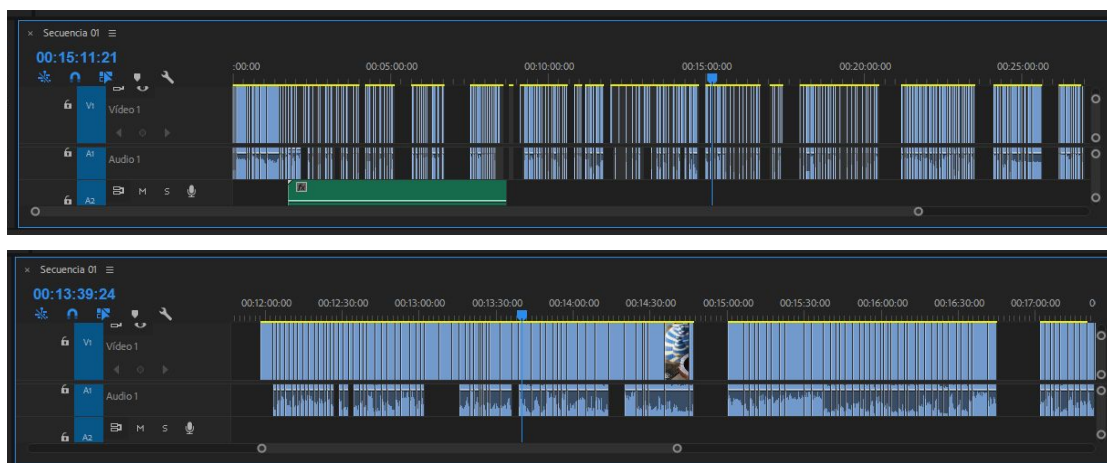 × Secuencia 01 ≡
00:15:11:21
:00:00 00:05:00:00 00:10:00:00 00:15:00:00 00:20:00:00 00:25:00:00
V1 Vídeo 1
A1 Audio 1
A2 M S
fx
× Secuencia 01 ≡
00:13:39:24
00:12:00:00 00:12:30:00 00:13:00:00 00:13:30:00 00:14:00:00 00:14:30:00 00:15:00:00 00:15:30:00 00:16:00:00 00:16:30:00 00:17:00:00 0
V1 Vídeo 1
A1 Audio 1
A2 M S